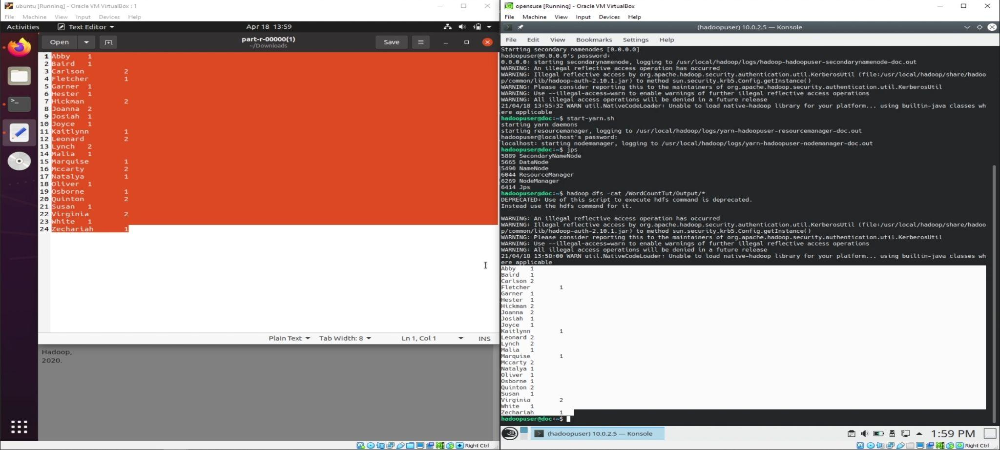 ubuntu [Running] - Oracle VM VirtualBox : 1
File Machine View Input Devices Help
Activities Text Editor Apr 18 13:59
Open part-r-00000(1) Save
~/Downloads
1 Abby 1
2 Baird 1
3 Carlson 2
4 Fletcher 1
5 Garner 1
6 Hester 1
7 Hickman 2
8 Joanna 2
9 Josiah 1
10 Joyce 1
11 Kaitlynn 1
12 Leonard 2
13 Lynch 2
14 Malia 1
15 Marquise 1
16 Mccarty 2
17 Natalya 1
18 Oliver 1
19 Osborne 1
20 Quinton 2
21 Susan 1
22 Virginia 2
23 White 1
24 Zechariah 1
Plain Text Tab Width: 8 Ln 1, Col 1 INS
Hadoop,
2020.
Right Ctrl
opensuse [Running] - Oracle VM VirtualBox
File Machine View Input Devices Help
(hadoopuser) 10.0.2.5 — Konsole
File Edit View Bookmarks Settings Help
Starting secondary namenodes [0.0.0.0]
hadoopuser@0.0.0.0's password:
0.0.0.0: starting secondarynamenode, logging to /usr/local/hadoop/logs/hadoop-hadoopuser-secondarynamenode-doc.out
WARNING: An illegal reflective access operation has occurred
WARNING: Illegal reflective access by org.apache.hadoop.security.authentication.util.KerberosUtil (file:/usr/local/hadoop/share/hadoo
p/common/lib/hadoop-auth-2.10.1.jar) to method sun.security.krb5.Config.getInstance()
WARNING: Please consider reporting this to the maintainers of org.apache.hadoop.security.authentication.util.KerberosUtil
WARNING: Use --illegal-access=warn to enable warnings of further illegal reflective access operations
WARNING: All illegal access operations will be denied in a future release
21/04/18 13:55:32 WARN util.NativeCodeLoader: Unable to load native-hadoop library for your platform... using builtin-java classes wh
ere applicable
hadoopuser@doc:~$ start-yarn.sh
starting yarn daemons
starting resourcemanager, logging to /usr/local/hadoop/logs/yarn-hadoopuser-resourcemanager-doc.out
hadoopuser@localhost's password:
localhost: starting nodemanager, logging to /usr/local/hadoop/logs/yarn-hadoopuser-nodemanager-doc.out
hadoopuser@doc:~$ jps
5889 SecondaryNameNode
5665 DataNode
5490 NameNode
6044 ResourceManager
6269 NodeManager
6414 Jps
hadoopuser@doc:~$ hadoop dfs -cat /WordCountTut/Output/*
DEPRECATED: Use of this script to execute hdfs command is deprecated.
Instead use the hdfs command for it.
WARNING: An illegal reflective access operation has occurred
WARNING: Illegal reflective access by org.apache.hadoop.security.authentication.util.KerberosUtil (file:/usr/local/hadoop/share/hadoo
p/common/lib/hadoop-auth-2.10.1.jar) to method sun.security.krb5.Config.getInstance()
WARNING: Please consider reporting this to the maintainers of org.apache.hadoop.security.authentication.util.KerberosUtil
WARNING: Use --illegal-access=warn to enable warnings of further illegal reflective access operations
WARNING: All illegal access operations will be denied in a future release
21/04/18 13:58:00 WARN util.NativeCodeLoader: Unable to load native-hadoop library for your platform... using builtin-java classes wh
ere applicable
Abby 1
Baird 1
Carlson 2
Fletcher 1
Garner 1
Hester 1
Hickman 2
Joanna 2
Josiah 1
Joyce 1
Kaitlynn 1
Leonard 2
Lynch 2
Malia 1
Marquise 1
Mccarty 2
Natalya 1
Oliver 1
Osborne 1
Quinton 2
Susan 1
Virginia 2
White 1
Zechariah 1
hadoopuser@doc:~$
(hadoopuser) 10.0.2.5 — Konsole 1:59 PM
Right Ctrl